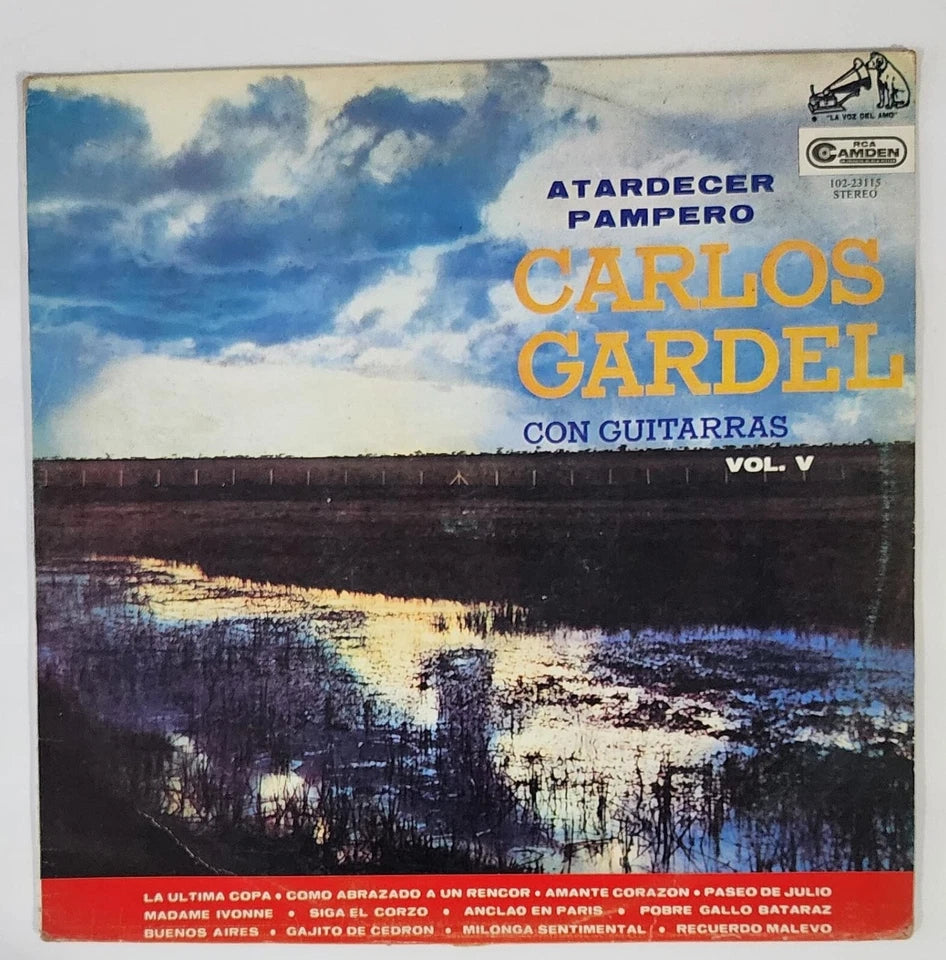 "LA VOZ DEL AMO"
RCA
CAMDEN
102-23115
STEREO
ATARDECER
PAMPERO
CARLOS
GARDEL
CON GUITARRAS
VOL. V
LA ULTIMA COPA • COMO ABRAZADO A UN RENCOR • AMANTE CORAZON • PASEO DE JULIO
MADAME IVONNE • SIGA EL CORZO • ANCLAO EN PARIS • POBRE GALLO BATARAZ
BUENOS AIRES • GAJITO DE CEDRON • MILONGA SENTIMENTAL • RECUERDO MALEVO